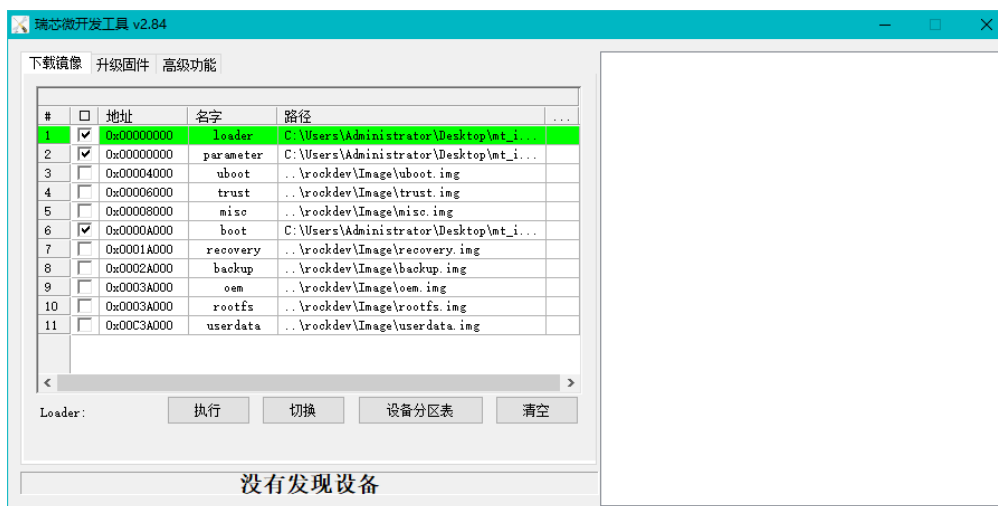 瑞芯微开发工具 v2.84
下载镜像 升级固件 高级功能
# 地址 名字 路径 ...
1 0x00000000 loader C:\Users\Administrator\Desktop\mt_i...
2 0x00000000 parameter C:\Users\Administrator\Desktop\mt_i...
3 0x00004000 uboot ..\rockdev\Image\uboot.img
4 0x00006000 trust ..\rockdev\Image\trust.img
5 0x00008000 misc ..\rockdev\Image\misc.img
6 0x0000A000 boot C:\Users\Administrator\Desktop\mt_i...
7 0x0001A000 recovery ..\rockdev\Image\recovery.img
8 0x0002A000 backup ..\rockdev\Image\backup.img
9 0x0003A000 oem ..\rockdev\Image\oem.img
10 0x0003A000 rootfs ..\rockdev\Image\rootfs.img
11 0x00C3A000 userdata ..\rockdev\Image\userdata.img
Loader: 执行 切换 设备分区表 清空
没有发现设备